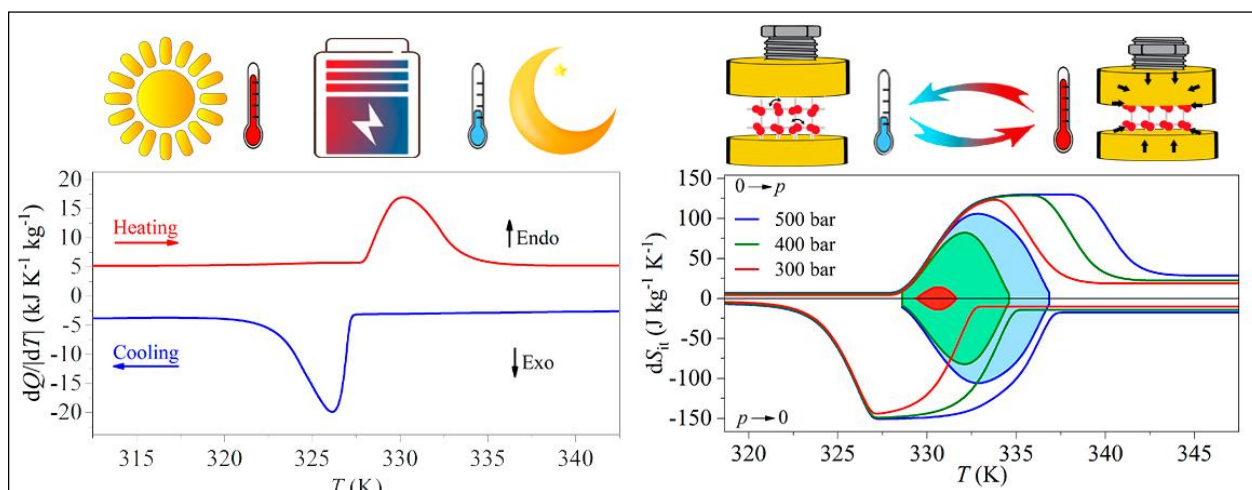 20
15
10
5
0
-5
-10
-15
-20
dQ/|dT| (kJ K⁻¹ kg⁻¹)
Heating
Endo
Cooling
Exo
315 320 325 330 335 340
T (K)
150
100
50
0
-50
-100
-150
dSᵢₜ (J kg⁻¹ K⁻¹)
0→p
500 bar
400 bar
300 bar
p→0
320 325 330 335 340 345
T (K)